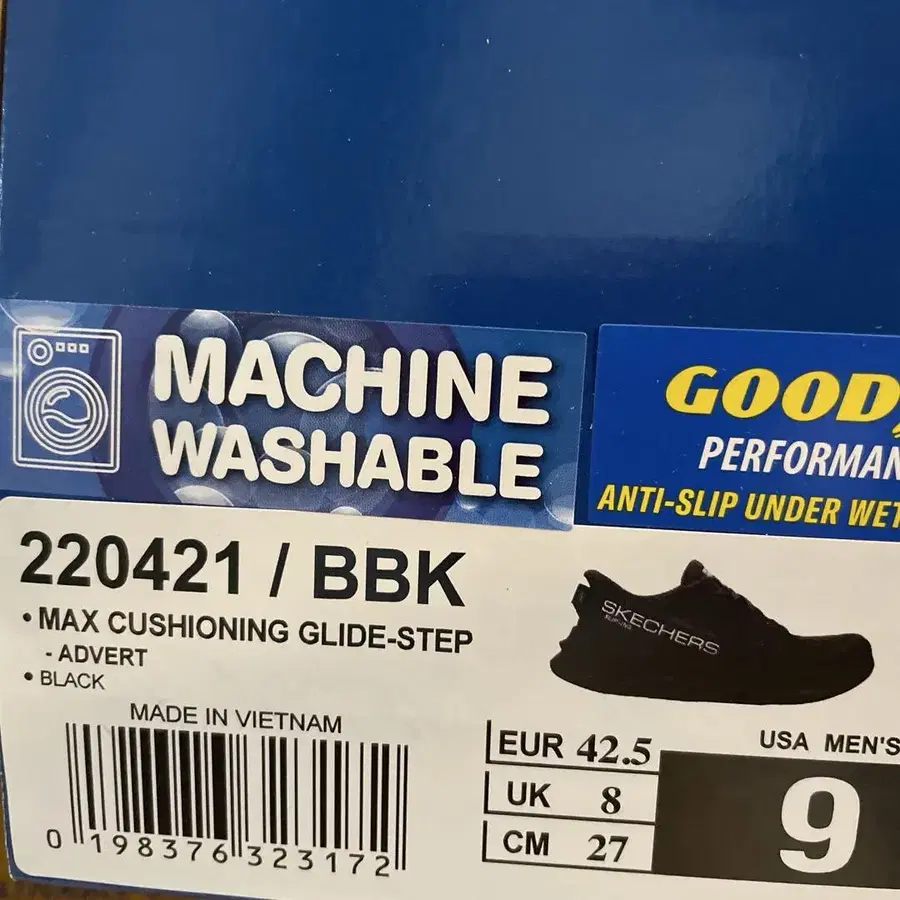 MACHINE
WASHABLE
GOOD
PERFORMAN
ANTI-SLIP UNDER WET
220421 / BBK
• MAX CUSHIONING GLIDE-STEP
- ADVERT
• BLACK
SKECHERS
MADE IN VIETNAM
0 198376 323172
EUR 42.5
UK 8
CM 27
USA MEN'S
9